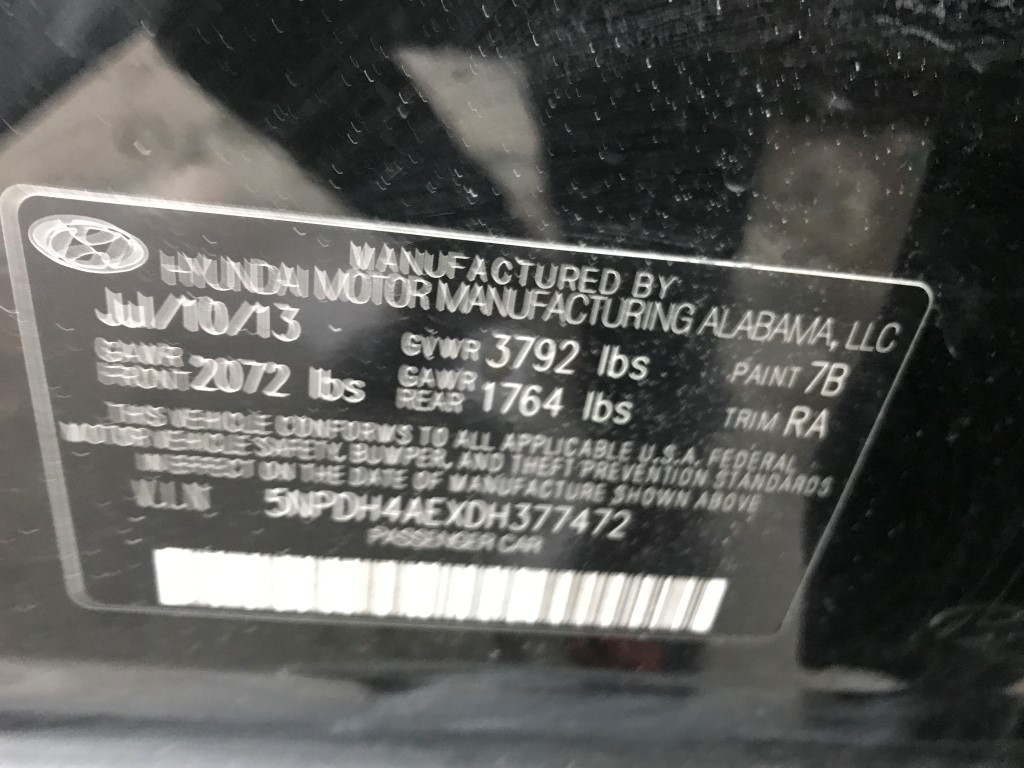 MANUFACTURED BY
HYUNDAI MOTOR MANUFACTURING ALABAMA, LLC
Jul/10/13
GVWR 3792 lbs
PAINT 7B
GAWR FRONT 2072 lbs
GAWR REAR 1764 lbs
TRIM RA
THIS VEHICLE CONFORMS TO ALL APPLICABLE U.S.A. FEDERAL
MOTOR VEHICLE SAFETY, BUMPER, AND THEFT PREVENTION STANDARDS
IN EFFECT ON THE DATE OF MANUFACTURE SHOWN ABOVE
V.I.N 5NPDH4AEXDH377472
PASSENGER CAR